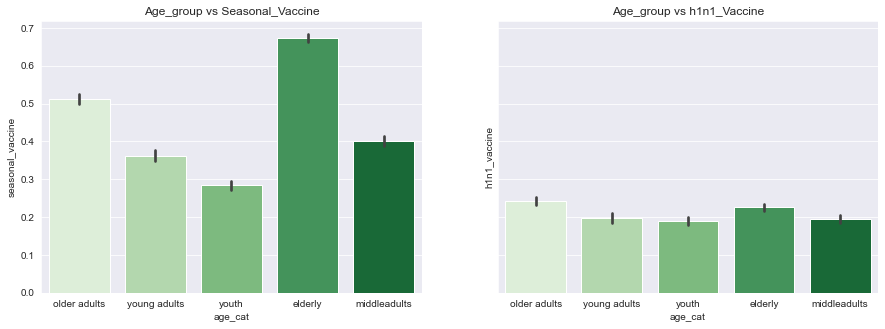 Age_group vs Seasonal_Vaccine
0.7
0.6
0.5
0.4
0.3
0.2
0.1
0.0
seasonal_vaccine
older adults young adults youth elderly middleadults
age_cat
Age_group vs h1n1_Vaccine
h1n1_vaccine
older adults young adults youth elderly middleadults
age_cat